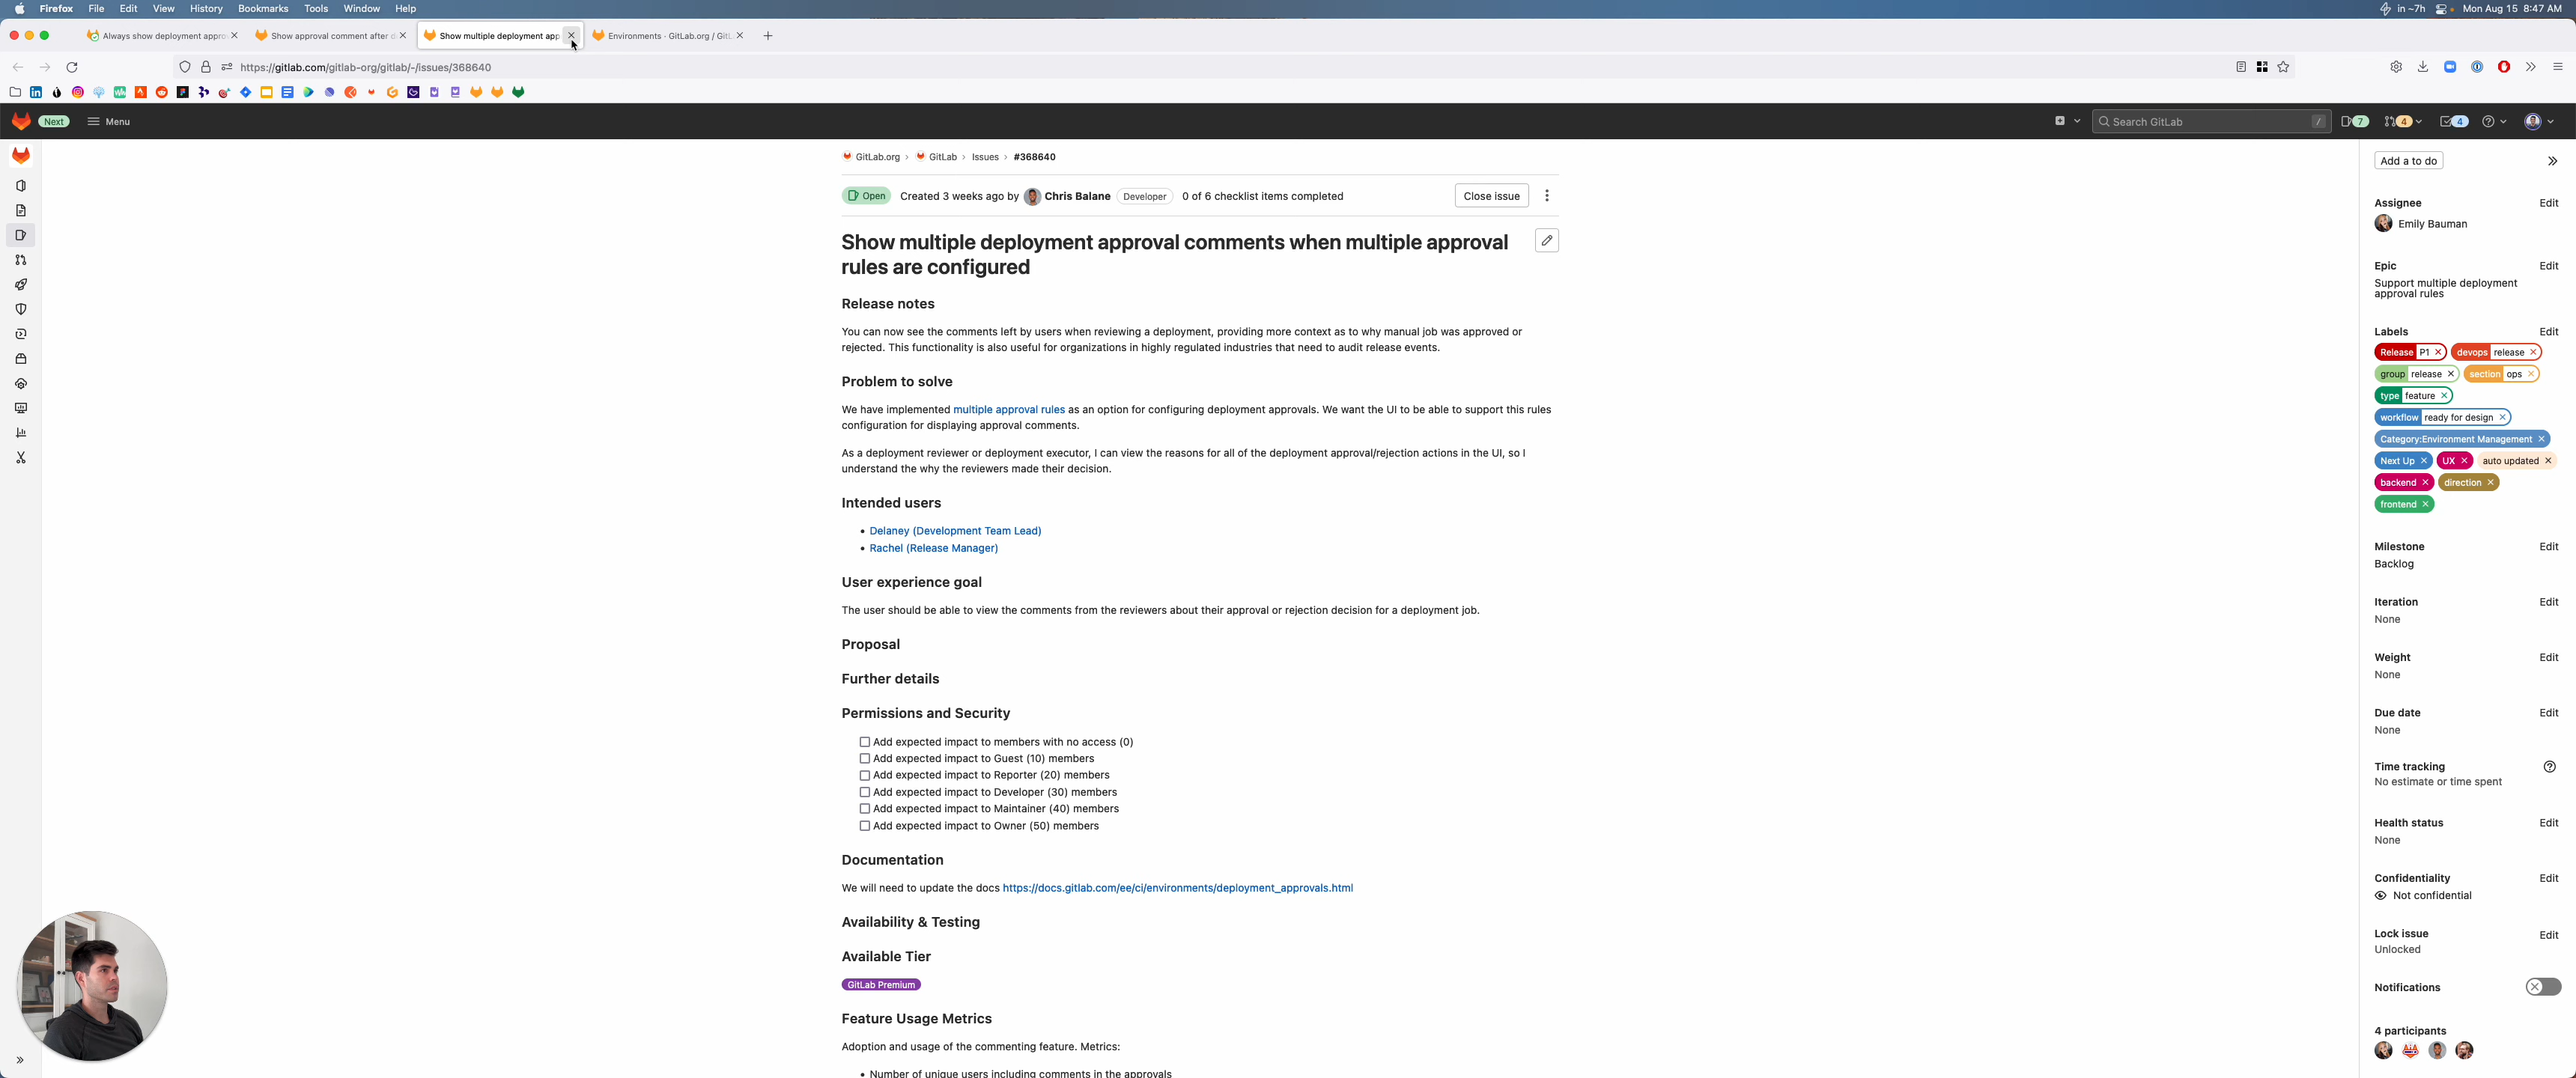 Firefox File Edit View History Bookmarks Tools Window Help
in ~7h Mon Aug 15 8:47 AM
Always show deployment appro
Show approval comment after d
Show multiple deployment app
Environments · GitLab.org / Git
https://gitlab.com/gitlab-org/gitlab/-/issues/368640
Next Menu
Search GitLab /
7 4 4
GitLab.org › GitLab › Issues › #368640
Open Created 3 weeks ago by Chris Balane Developer 0 of 6 checklist items completed
Close issue
Show multiple deployment approval comments when multiple approval
rules are configured
Release notes
You can now see the comments left by users when reviewing a deployment, providing more context as to why manual job was approved or
rejected. This functionality is also useful for organizations in highly regulated industries that need to audit release events.
Problem to solve
We have implemented multiple approval rules as an option for configuring deployment approvals. We want the UI to be able to support this rules
configuration for displaying approval comments.
As a deployment reviewer or deployment executor, I can view the reasons for all of the deployment approval/rejection actions in the UI, so I
understand the why the reviewers made their decision.
Intended users
• Delaney (Development Team Lead)
• Rachel (Release Manager)
User experience goal
The user should be able to view the comments from the reviewers about their approval or rejection decision for a deployment job.
Proposal
Further details
Permissions and Security
Add expected impact to members with no access (0)
Add expected impact to Guest (10) members
Add expected impact to Reporter (20) members
Add expected impact to Developer (30) members
Add expected impact to Maintainer (40) members
Add expected impact to Owner (50) members
Documentation
We will need to update the docs https://docs.gitlab.com/ee/ci/environments/deployment_approvals.html
Availability & Testing
Available Tier
GitLab Premium
Feature Usage Metrics
Adoption and usage of the commenting feature. Metrics:
• Number of unique users including comments in the approvals
Add a to do
Assignee Edit
Emily Bauman
Epic Edit
Support multiple deployment
approval rules
Labels Edit
Release P1 devops release
group release section ops
type feature
workflow ready for design
Category:Environment Management
Next Up UX auto updated
backend direction
frontend
Milestone Edit
Backlog
Iteration Edit
None
Weight Edit
None
Due date Edit
None
Time tracking
No estimate or time spent
Health status Edit
None
Confidentiality Edit
Not confidential
Lock issue Edit
Unlocked
Notifications
4 participants